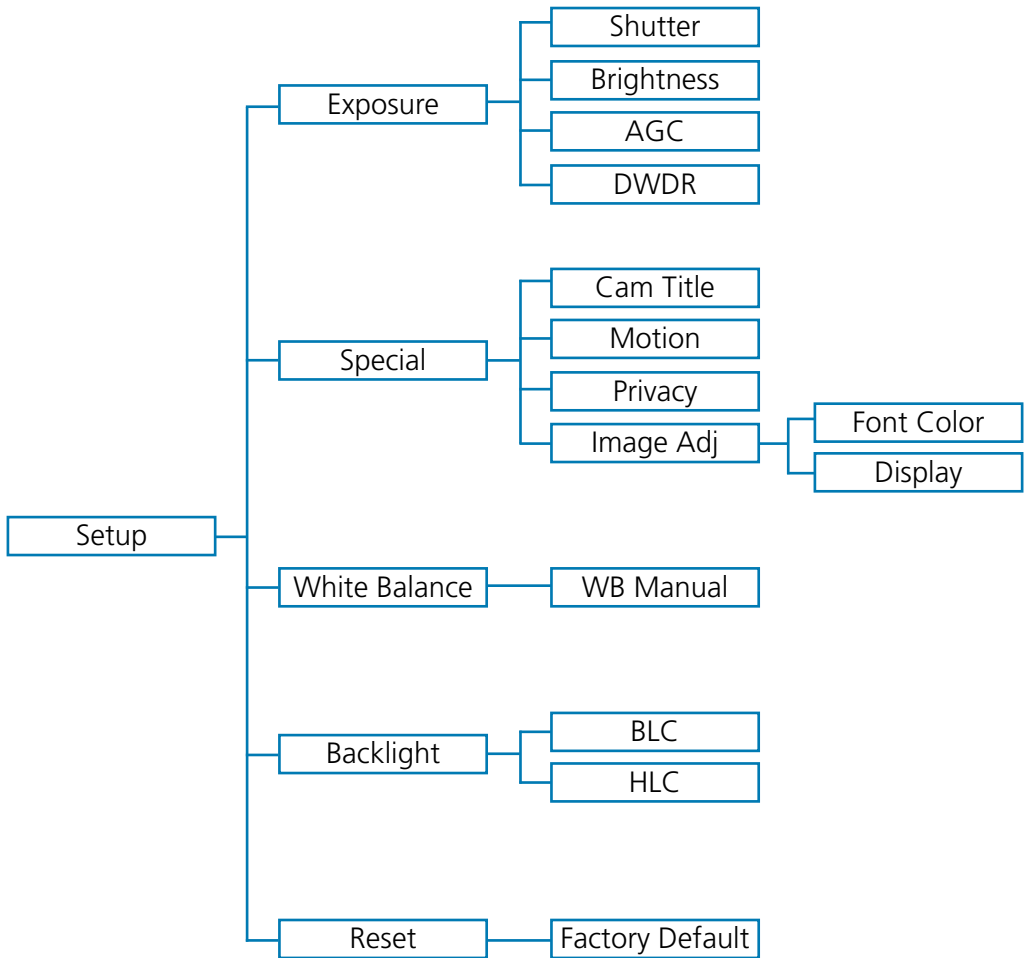 Setup
Exposure
Shutter
Brightness
AGC
DWDR
Special
Cam Title
Motion
Privacy
Image Adj
Font Color
Display
White Balance
WB Manual
Backlight
BLC
HLC
Reset
Factory Default